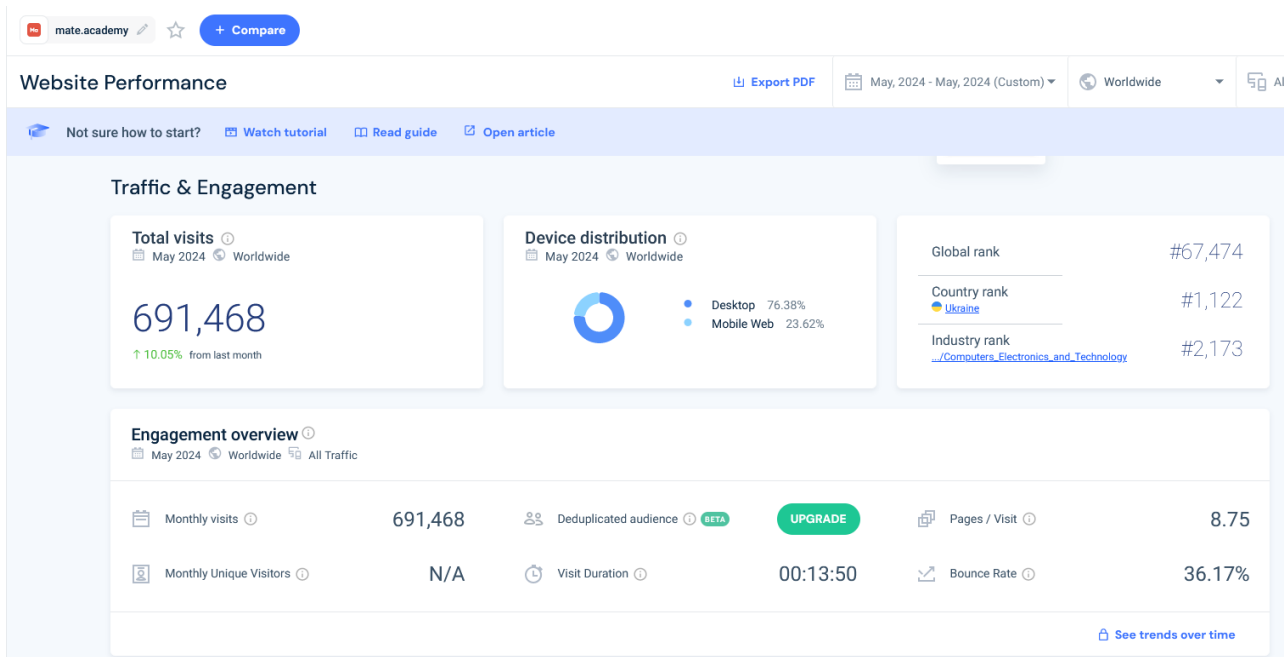 Me mate.academy + Compare
Website Performance Export PDF May, 2024 - May, 2024 (Custom) Worldwide Al
Not sure how to start? Watch tutorial Read guide Open article
Traffic & Engagement
Total visits
May 2024 Worldwide
691,468
↑ 10.05% from last month
Device distribution
May 2024 Worldwide
Desktop 76.38%
Mobile Web 23.62%
Global rank #67,474
Country rank
Ukraine
#1,122
Industry rank
.../Computers_Electronics_and_Technology
#2,173
Engagement overview
May 2024 Worldwide All Traffic
Monthly visits 691,468 Deduplicated audience BETA UPGRADE Pages / Visit 8.75
Monthly Unique Visitors N/A Visit Duration 00:13:50 Bounce Rate 36.17%
See trends over time